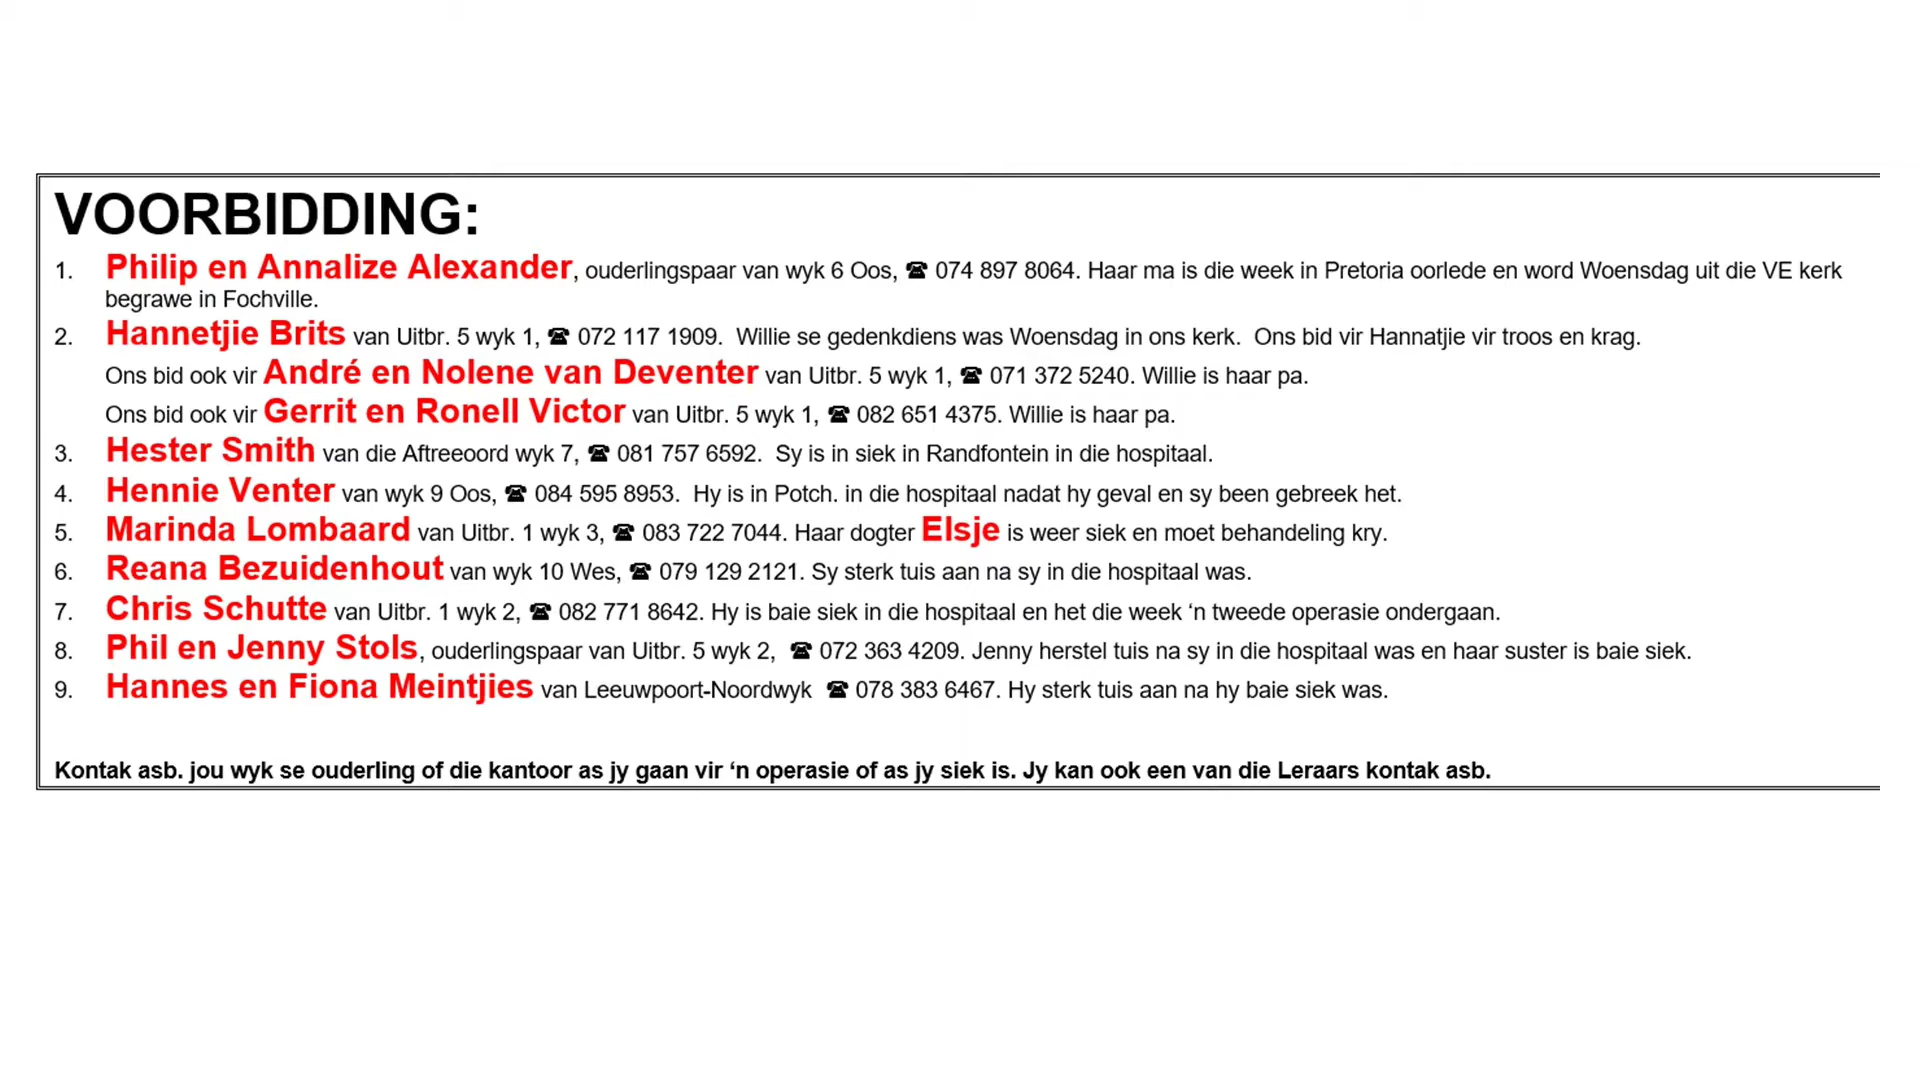 VOORBIDDING:
1. Philip en Annalize Alexander, ouderlingspaar van wyk 6 Oos, ☎ 074 897 8064. Haar ma is die week in Pretoria oorlede en word Woensdag uit die VE kerk
begrawe in Fochville.
2. Hannetjie Brits van Uitbr. 5 wyk 1, ☎ 072 117 1909. Willie se gedenkdiens was Woensdag in ons kerk. Ons bid vir Hannatjie vir troos en krag.
Ons bid ook vir André en Nolene van Deventer van Uitbr. 5 wyk 1, ☎ 071 372 5240. Willie is haar pa.
Ons bid ook vir Gerrit en Ronell Victor van Uitbr. 5 wyk 1, ☎ 082 651 4375. Willie is haar pa.
3. Hester Smith van die Aftreeoord wyk 7, ☎ 081 757 6592. Sy is in siek in Randfontein in die hospitaal.
4. Hennie Venter van wyk 9 Oos, ☎ 084 595 8953. Hy is in Potch. in die hospitaal nadat hy geval en sy been gebreek het.
5. Marinda Lombaard van Uitbr. 1 wyk 3, ☎ 083 722 7044. Haar dogter Elsje is weer siek en moet behandeling kry.
6. Reana Bezuidenhout van wyk 10 Wes, ☎ 079 129 2121. Sy sterk tuis aan na sy in die hospitaal was.
7. Chris Schutte van Uitbr. 1 wyk 2, ☎ 082 771 8642. Hy is baie siek in die hospitaal en het die week ‘n tweede operasie ondergaan.
8. Phil en Jenny Stols, ouderlingspaar van Uitbr. 5 wyk 2, ☎ 072 363 4209. Jenny herstel tuis na sy in die hospitaal was en haar suster is baie siek.
9. Hannes en Fiona Meintjies van Leeuwpoort-Noordwyk ☎ 078 383 6467. Hy sterk tuis aan na hy baie siek was.
Kontak asb. jou wyk se ouderling of die kantoor as jy gaan vir ‘n operasie of as jy siek is. Jy kan ook een van die Leraars kontak asb.